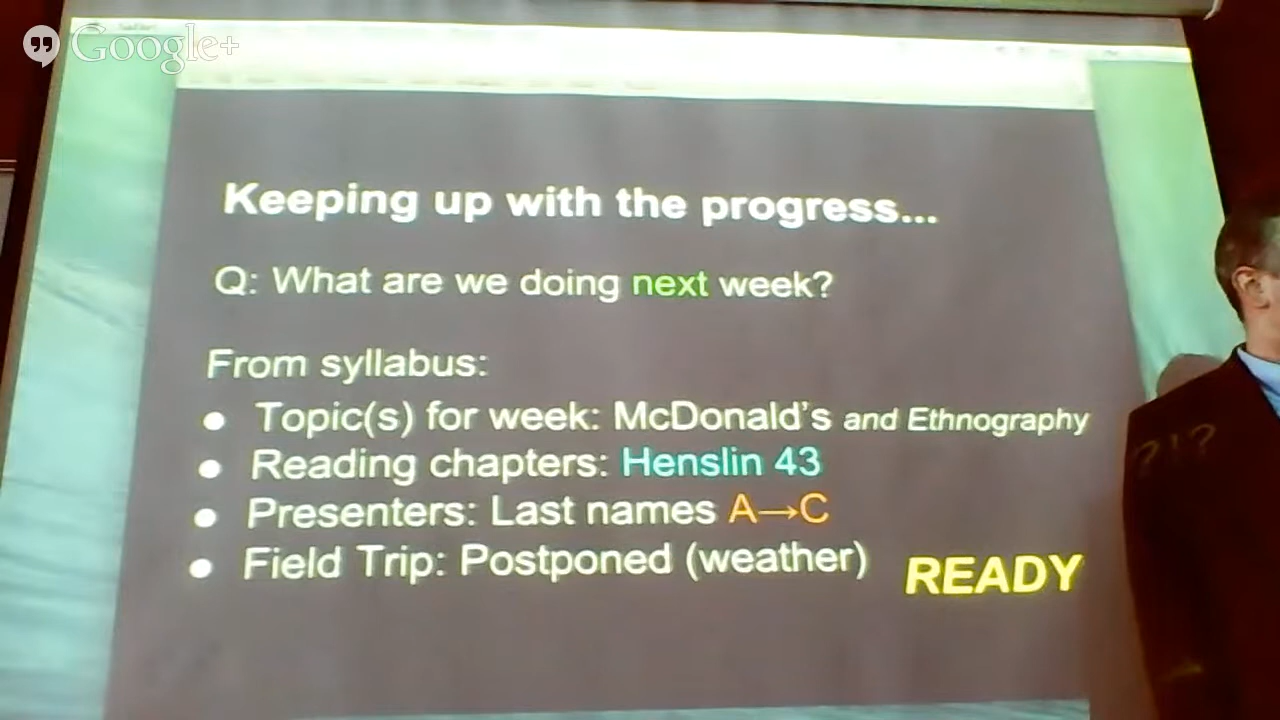 Google+
Keeping up with the progress...
Q: What are we doing next week?
From syllabus:
● Topic(s) for week: McDonald's and Ethnography
● Reading chapters: Henslin 43
● Presenters: Last names A→C
● Field Trip: Postponed (weather)
READY
?!?